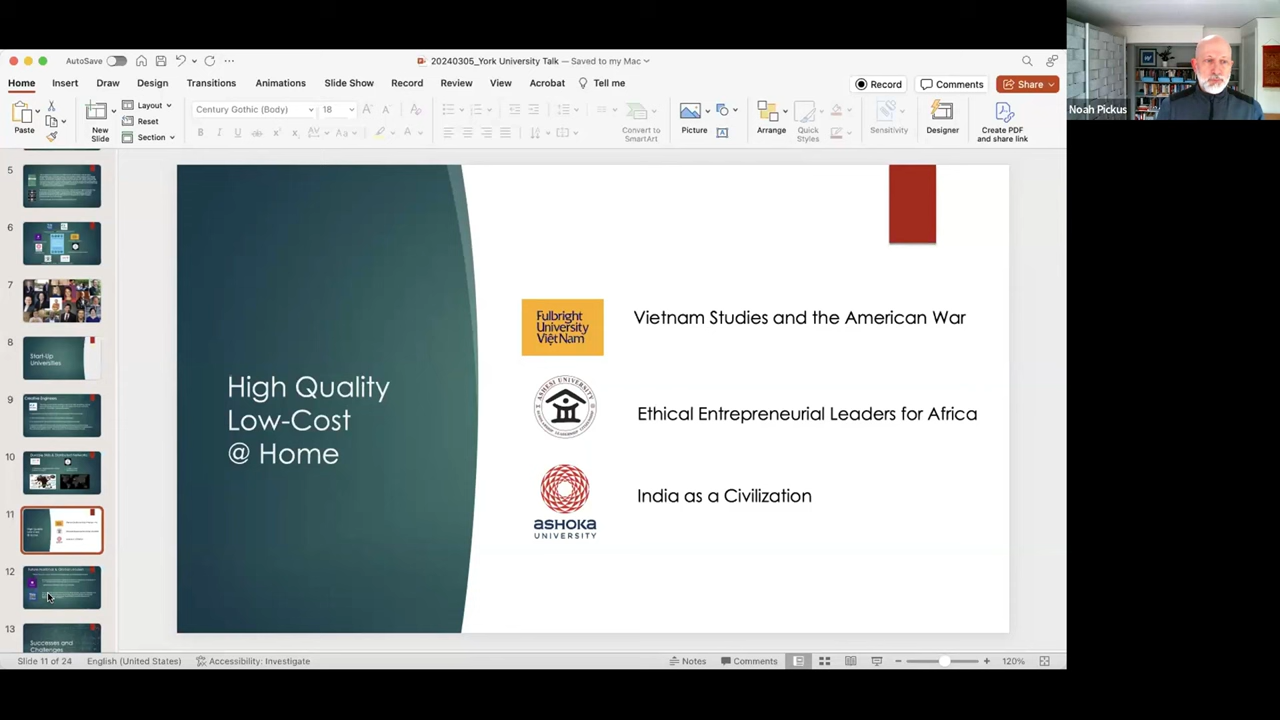 AutoSave
20240305_York University Talk — Saved to my Mac
Home Insert Draw Design Transitions Animations Slide Show Record Review View Acrobat Tell me
Record Comments Share
Paste
New
Slide
Layout
Reset
Section
Century Gothic (Body) 18
Convert to
SmartArt
Picture
Arrange
Quick
Styles
Sensitivity
Designer
Create PDF
and share link
Noah Pickus
5
6
7
8
Start-Up
Universities
9
10
11
12
13
Successes and
Challenges
High Quality
Low-Cost
@ Home
Fulbright
University
Việt Nam
Vietnam Studies and the American War
ASHESI UNIVERSITY
Ethical Entrepreneurial Leaders for Africa
ASHOKA
UNIVERSITY
India as a Civilization
Slide 11 of 24 English (United States) Accessibility: Investigate
Notes Comments 120%